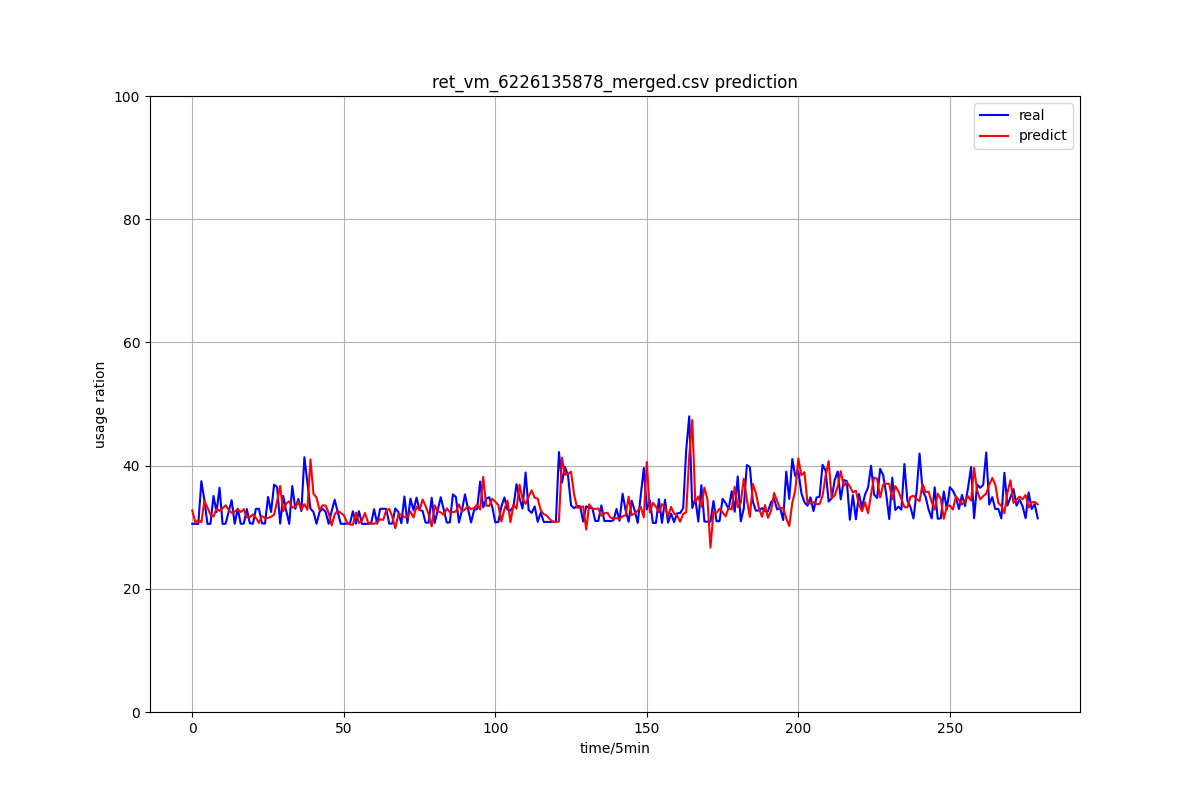 ret_vm_6226135878_merged.csv prediction
real
predict
100
80
60
40
20
0
usage ration
0 50 100 150 200 250
time/5min